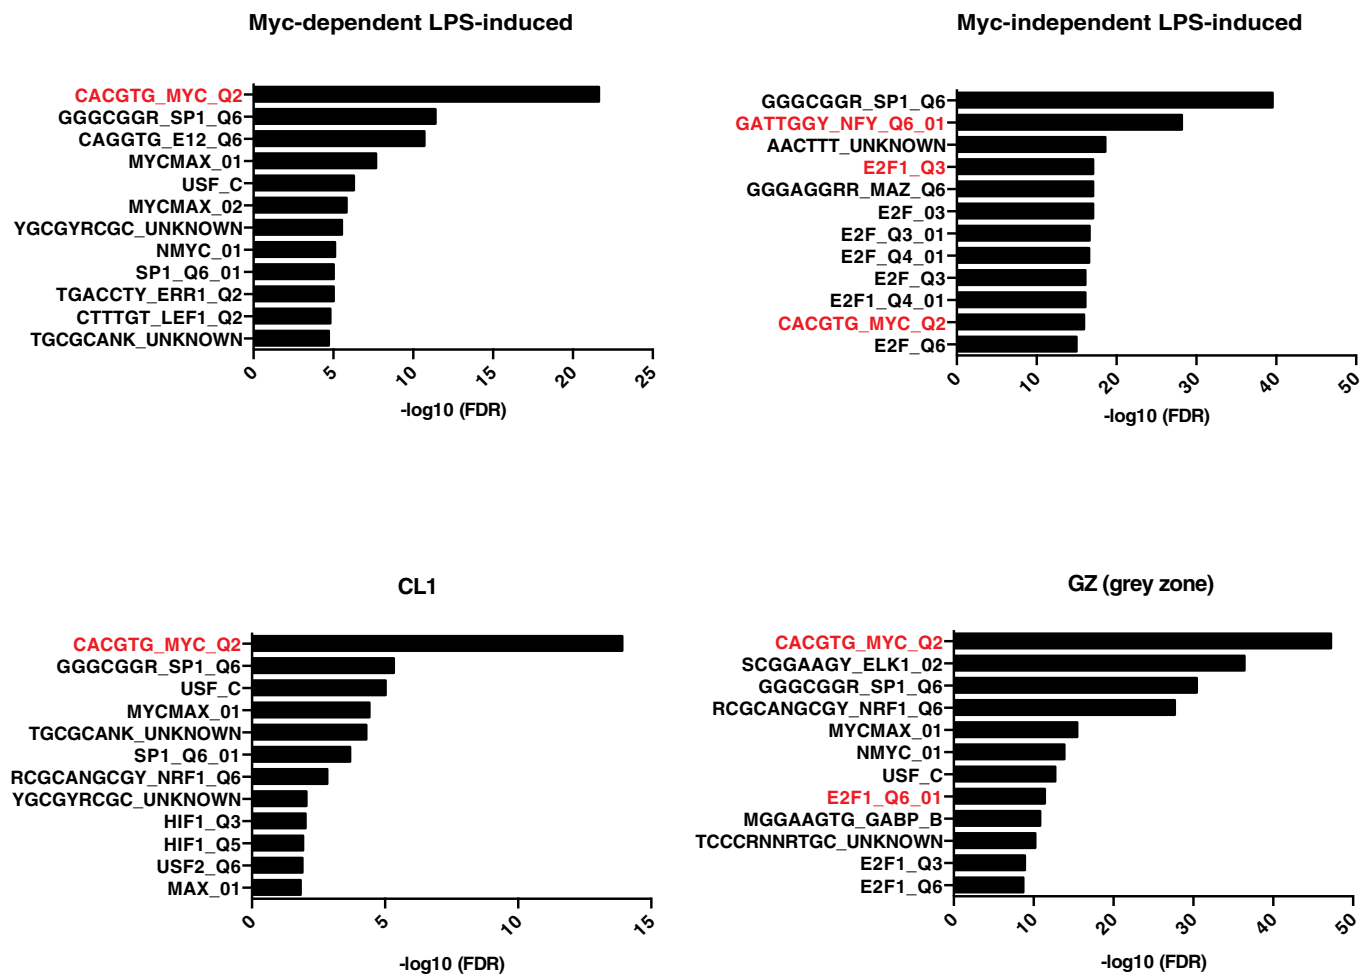 Myc-dependent LPS-induced
CACGTG_MYC_Q2
GGGCGGR_SP1_Q6
CAGGTG_E12_Q6
MYCMAX_01
USF_C
MYCMAX_02
YGCGYRCGC_UNKNOWN
NMYC_01
SP1_Q6_01
TGACCTY_ERR1_Q2
CTTTGT_LEF1_Q2
TGCGCANK_UNKNOWN
0 5 10 15 20 25
-log10 (FDR)
Myc-independent LPS-induced
GGGCGGR_SP1_Q6
GATTGGY_NFY_Q6_01
AACTTT_UNKNOWN
E2F1_Q3
GGGAGGRR_MAZ_Q6
E2F_03
E2F_Q3_01
E2F_Q4_01
E2F_Q3
E2F1_Q4_01
CACGTG_MYC_Q2
E2F_Q6
0 10 20 30 40 50
-log10 (FDR)
CL1
CACGTG_MYC_Q2
GGGCGGR_SP1_Q6
USF_C
MYCMAX_01
TGCGCANK_UNKNOWN
SP1_Q6_01
RCGCANGCGY_NRF1_Q6
YGCGYRCGC_UNKNOWN
HIF1_Q3
HIF1_Q5
USF2_Q6
MAX_01
0 5 10 15
-log10 (FDR)
GZ (grey zone)
CACGTG_MYC_Q2
SCGGAAGY_ELK1_02
GGGCGGR_SP1_Q6
RCGCANGCGY_NRF1_Q6
MYCMAX_01
NMYC_01
USF_C
E2F1_Q6_01
MGGAAGTG_GABP_B
TCCCRNNRTGC_UNKNOWN
E2F1_Q3
E2F1_Q6
0 10 20 30 40 50
-log10 (FDR)